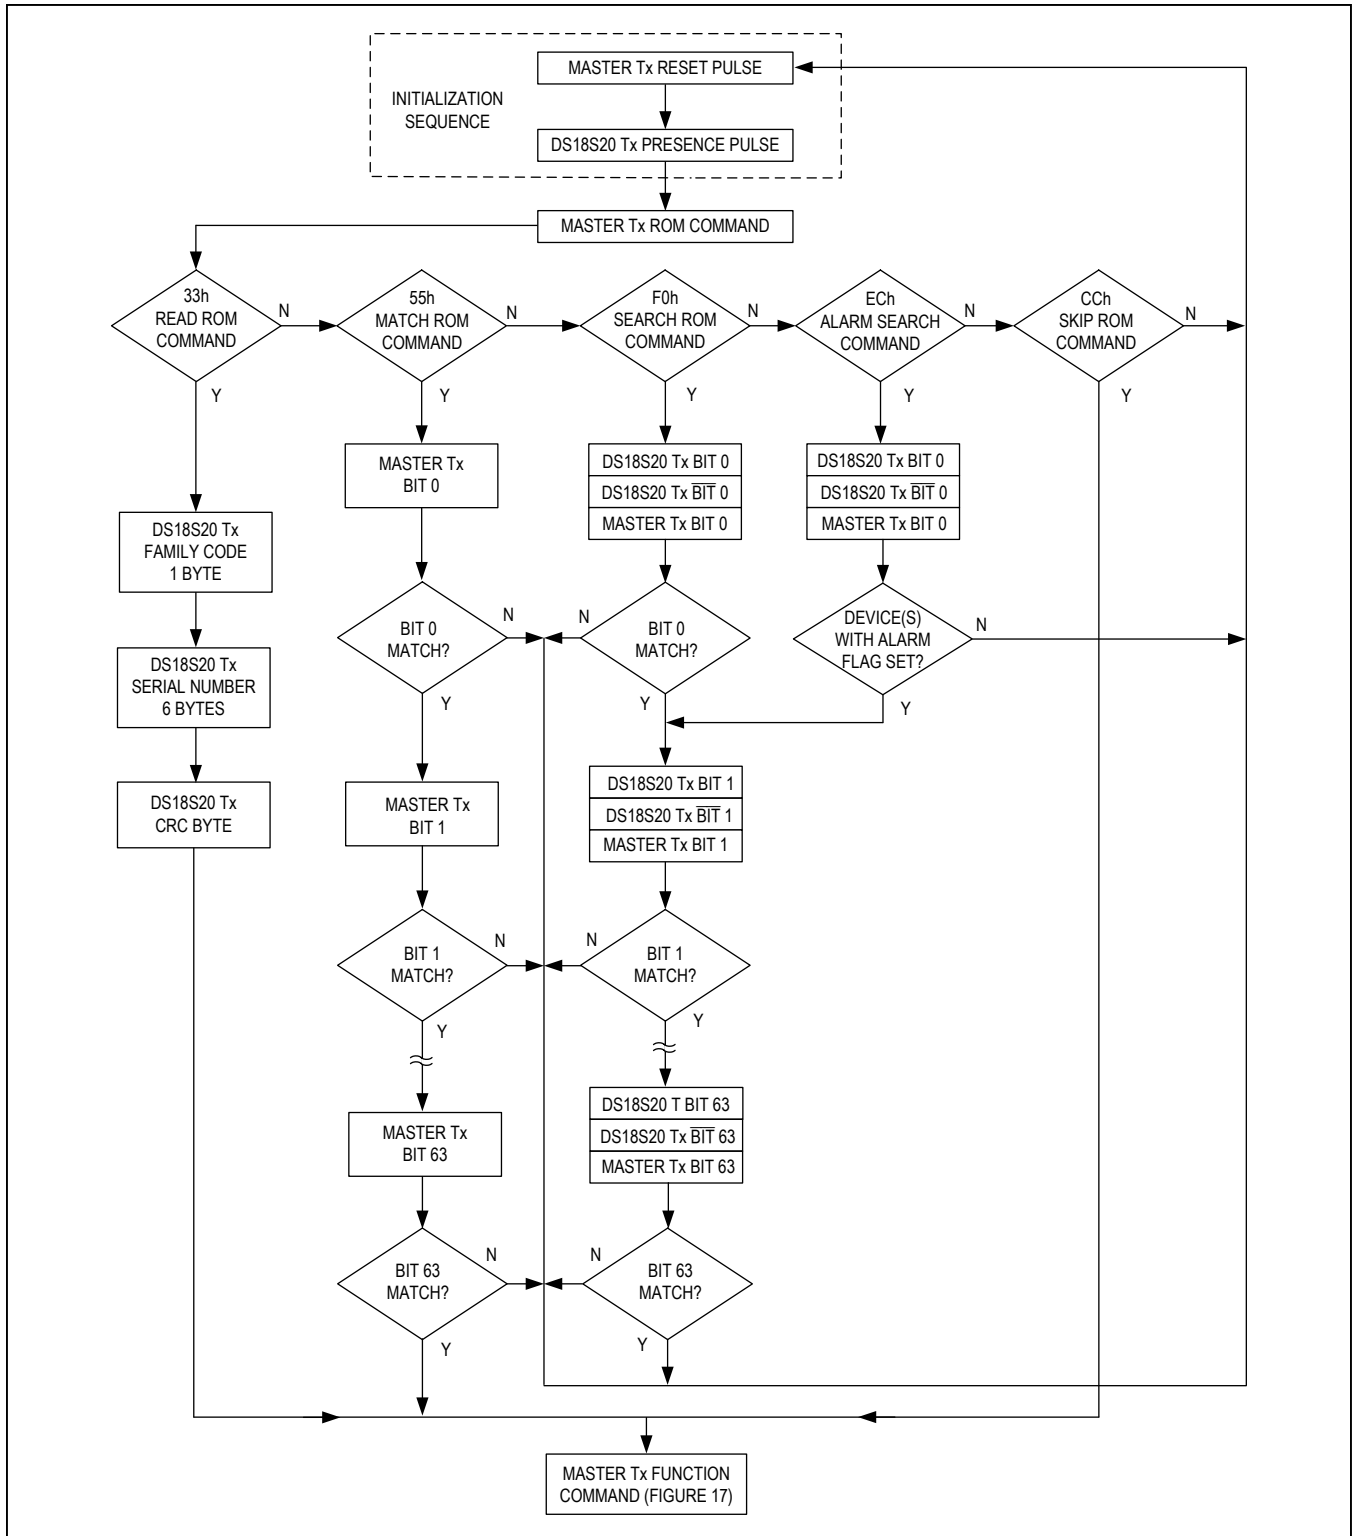 MASTER Tx RESET PULSE
INITIALIZATION
SEQUENCE
DS18S20 Tx PRESENCE PULSE
MASTER Tx ROM COMMAND
33h
READ ROM
COMMAND
N
Y
55h
MATCH ROM
COMMAND
N
Y
F0h
SEARCH ROM
COMMAND
N
Y
ECh
ALARM SEARCH
COMMAND
N
Y
CCh
SKIP ROM
COMMAND
N
Y
DS18S20 Tx
FAMILY CODE
1 BYTE
DS18S20 Tx
SERIAL NUMBER
6 BYTES
DS18S20 Tx
CRC BYTE
MASTER Tx
BIT 0
BIT 0
MATCH?
N
Y
MASTER Tx
BIT 1
BIT 1
MATCH?
N
Y
MASTER Tx
BIT 63
BIT 63
MATCH?
N
Y
DS18S20 Tx BIT 0
DS18S20 Tx B̅I̅T̅ 0
MASTER Tx BIT 0
BIT 0
MATCH?
N
Y
DS18S20 Tx BIT 1
DS18S20 Tx B̅I̅T̅ 1
MASTER Tx BIT 1
BIT 1
MATCH?
N
Y
DS18S20 T BIT 63
DS18S20 Tx B̅I̅T̅ 63
MASTER Tx BIT 63
BIT 63
MATCH?
N
Y
DS18S20 Tx BIT 0
DS18S20 Tx B̅I̅T̅ 0
MASTER Tx BIT 0
DEVICE(S)
WITH ALARM
FLAG SET?
N
Y
MASTER Tx FUNCTION
COMMAND (FIGURE 17)